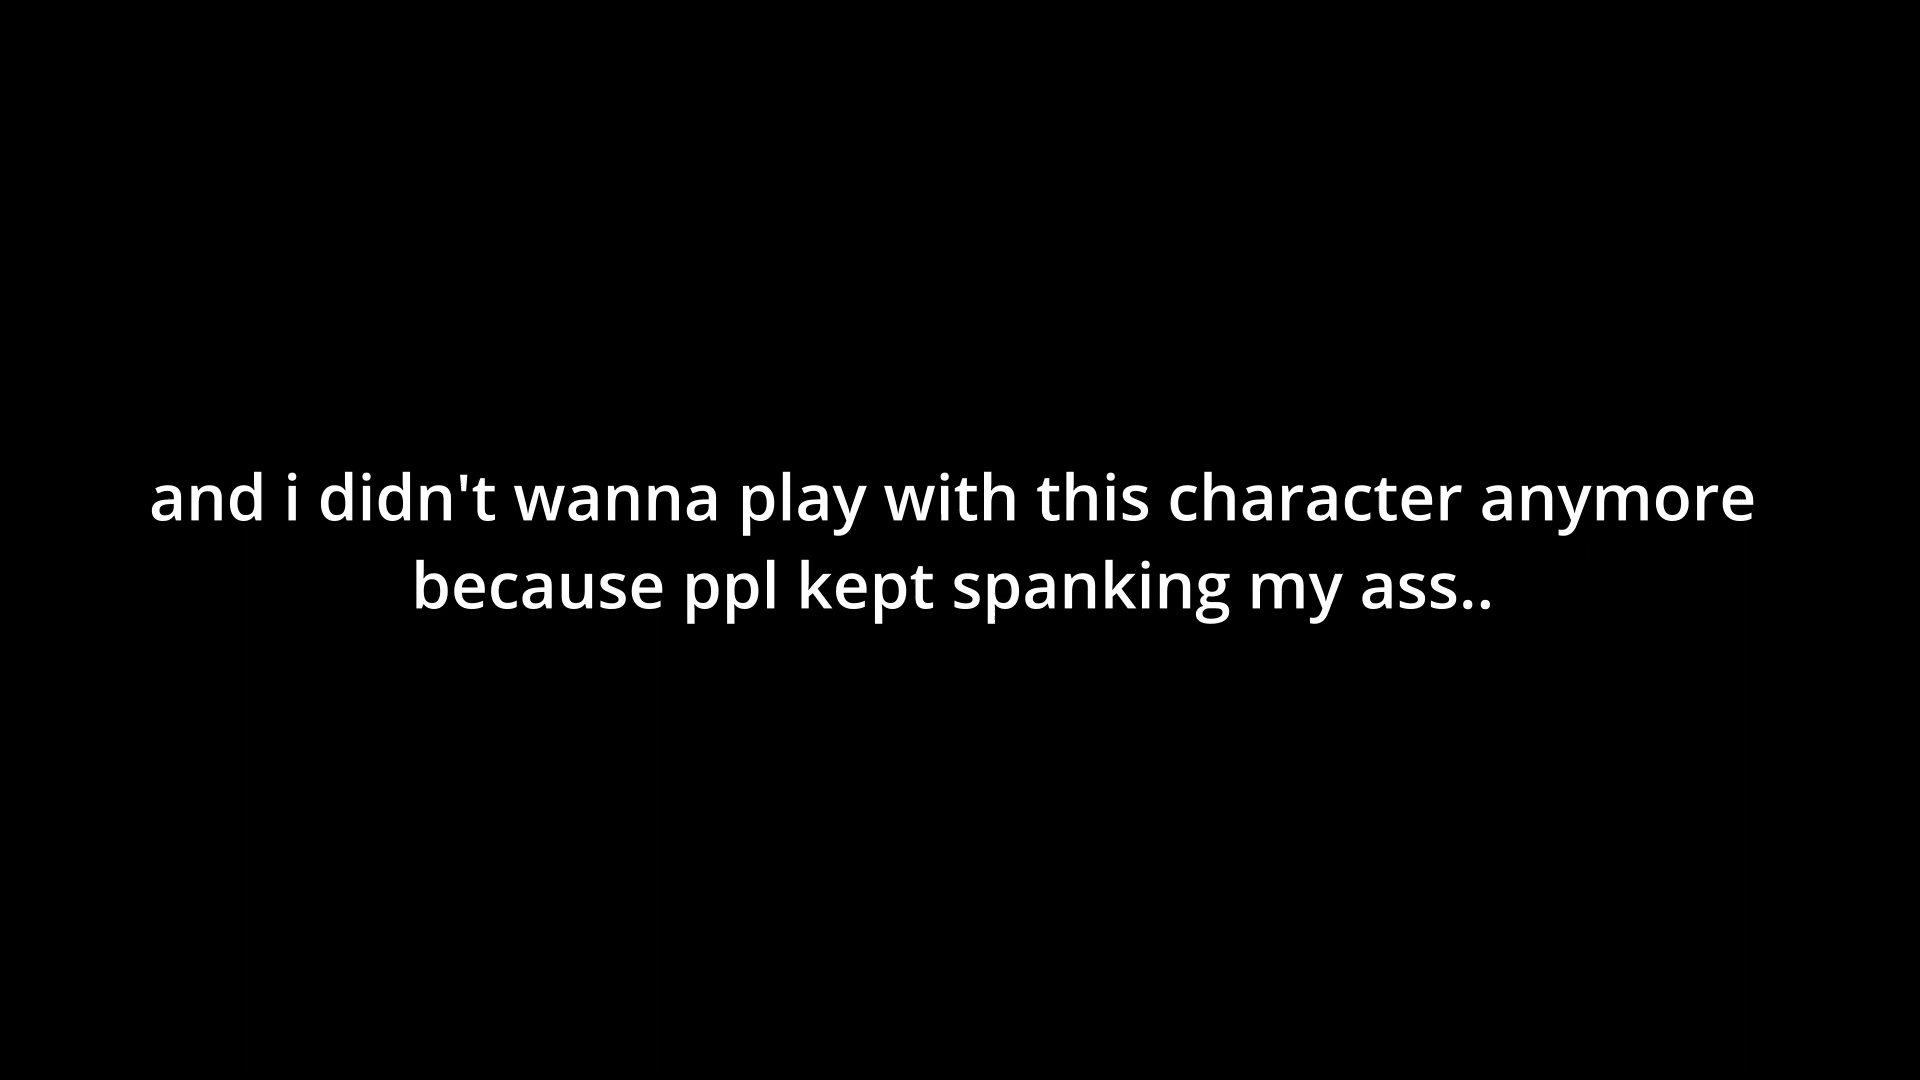 and i didn't wanna play with this character anymore
because ppl kept spanking my ass..